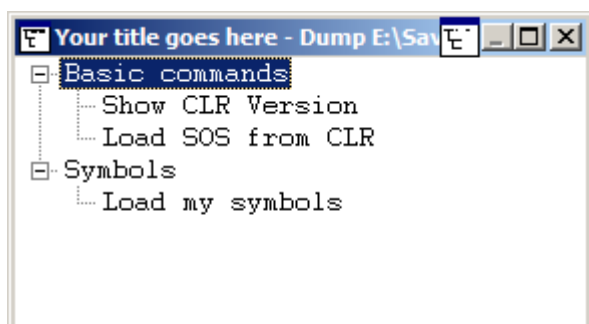 Your title goes here - Dump E:\Sav
Basic commands
Show CLR Version
Load SOS from CLR
Symbols
Load my symbols